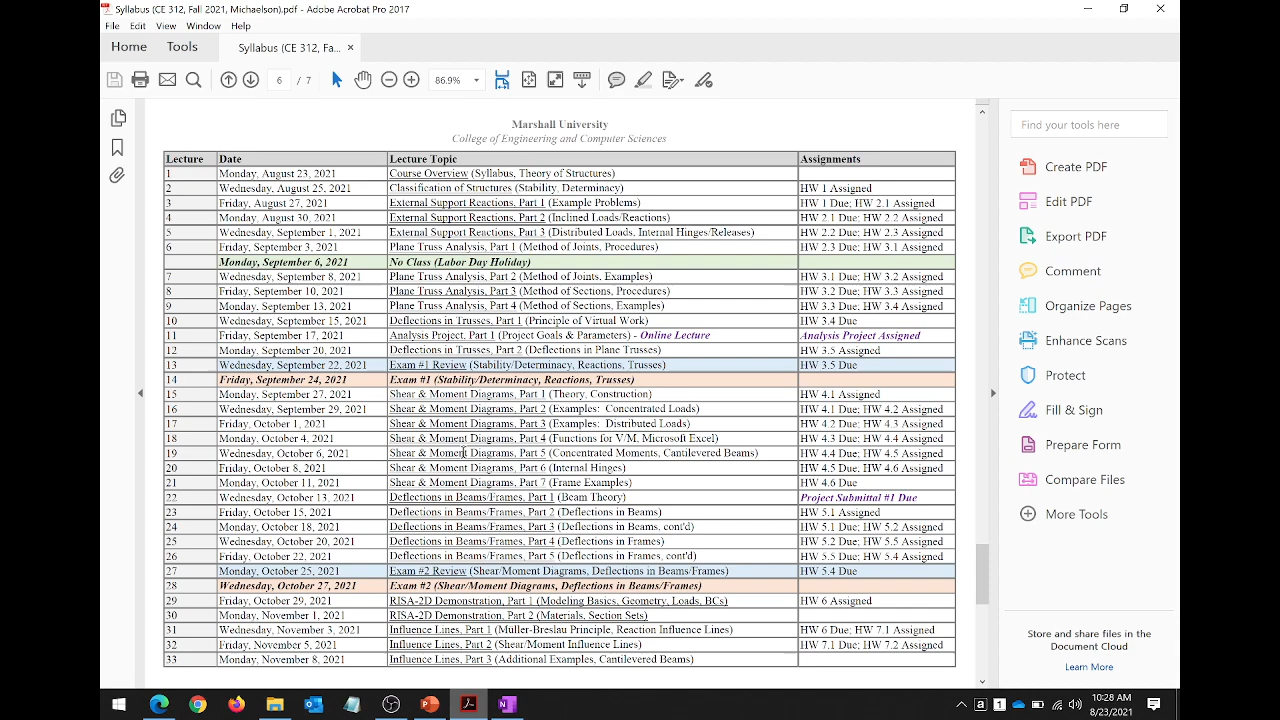 Syllabus (CE 312, Fall 2021, Michaelson).pdf - Adobe Acrobat Pro 2017
File Edit View Window Help
Home Tools Syllabus (CE 312, Fa... ×
6 / 7 86.9%
Marshall University
College of Engineering and Computer Sciences
Lecture Date Lecture Topic Assignments
1 Monday, August 23, 2021 Course Overview (Syllabus, Theory of Structures)
2 Wednesday, August 25, 2021 Classification of Structures (Stability, Determinacy) HW 1 Assigned
3 Friday, August 27, 2021 External Support Reactions, Part 1 (Example Problems) HW 1 Due; HW 2.1 Assigned
4 Monday, August 30, 2021 External Support Reactions, Part 2 (Inclined Loads/Reactions) HW 2.1 Due; HW 2.2 Assigned
5 Wednesday, September 1, 2021 External Support Reactions, Part 3 (Distributed Loads, Internal Hinges/Releases) HW 2.2 Due; HW 2.3 Assigned
6 Friday, September 3, 2021 Plane Truss Analysis, Part 1 (Method of Joints, Procedures) HW 2.3 Due; HW 3.1 Assigned
Monday, September 6, 2021 No Class (Labor Day Holiday)
7 Wednesday, September 8, 2021 Plane Truss Analysis, Part 2 (Method of Joints, Examples) HW 3.1 Due; HW 3.2 Assigned
8 Friday, September 10, 2021 Plane Truss Analysis, Part 3 (Method of Sections, Procedures) HW 3.2 Due; HW 3.3 Assigned
9 Monday, September 13, 2021 Plane Truss Analysis, Part 4 (Method of Sections, Examples) HW 3.3 Due; HW 3.4 Assigned
10 Wednesday, September 15, 2021 Deflections in Trusses, Part 1 (Principle of Virtual Work) HW 3.4 Due
11 Friday, September 17, 2021 Analysis Project, Part 1 (Project Goals & Parameters) - Online Lecture Analysis Project Assigned
12 Monday, September 20, 2021 Deflections in Trusses, Part 2 (Deflections in Plane Trusses) HW 3.5 Assigned
13 Wednesday, September 22, 2021 Exam #1 Review (Stability/Determinacy, Reactions, Trusses) HW 3.5 Due
14 Friday, September 24, 2021 Exam #1 (Stability/Determinacy, Reactions, Trusses)
15 Monday, September 27, 2021 Shear & Moment Diagrams, Part 1 (Theory, Construction) HW 4.1 Assigned
16 Wednesday, September 29, 2021 Shear & Moment Diagrams, Part 2 (Examples: Concentrated Loads) HW 4.1 Due; HW 4.2 Assigned
17 Friday, October 1, 2021 Shear & Moment Diagrams, Part 3 (Examples: Distributed Loads) HW 4.2 Due; HW 4.3 Assigned
18 Monday, October 4, 2021 Shear & Moment Diagrams, Part 4 (Functions for V/M, Microsoft Excel) HW 4.3 Due; HW 4.4 Assigned
19 Wednesday, October 6, 2021 Shear & Moment Diagrams, Part 5 (Concentrated Moments, Cantilevered Beams) HW 4.4 Due; HW 4.5 Assigned
20 Friday, October 8, 2021 Shear & Moment Diagrams, Part 6 (Internal Hinges) HW 4.5 Due; HW 4.6 Assigned
21 Monday, October 11, 2021 Shear & Moment Diagrams, Part 7 (Frame Examples) HW 4.6 Due
22 Wednesday, October 13, 2021 Deflections in Beams/Frames, Part 1 (Beam Theory) Project Submittal #1 Due
23 Friday, October 15, 2021 Deflections in Beams/Frames, Part 2 (Deflections in Beams) HW 5.1 Assigned
24 Monday, October 18, 2021 Deflections in Beams/Frames, Part 3 (Deflections in Beams, cont'd) HW 5.1 Due; HW 5.2 Assigned
25 Wednesday, October 20, 2021 Deflections in Beams/Frames, Part 4 (Deflections in Frames) HW 5.2 Due; HW 5.5 Assigned
26 Friday, October 22, 2021 Deflections in Beams/Frames, Part 5 (Deflections in Frames, cont'd) HW 5.5 Due; HW 5.4 Assigned
27 Monday, October 25, 2021 Exam #2 Review (Shear/Moment Diagrams, Deflections in Beams/Frames) HW 5.4 Due
28 Wednesday, October 27, 2021 Exam #2 (Shear/Moment Diagrams, Deflections in Beams/Frames)
29 Friday, October 29, 2021 RISA-2D Demonstration, Part 1 (Modeling Basics, Geometry, Loads, BCs) HW 6 Assigned
30 Monday, November 1, 2021 RISA-2D Demonstration, Part 2 (Materials, Section Sets)
31 Wednesday, November 3, 2021 Influence Lines, Part 1 (Müller-Breslau Principle, Reaction Influence Lines) HW 6 Due; HW 7.1 Assigned
32 Friday, November 5, 2021 Influence Lines, Part 2 (Shear/Moment Influence Lines) HW 7.1 Due; HW 7.2 Assigned
33 Monday, November 8, 2021 Influence Lines, Part 3 (Additional Examples, Cantilevered Beams)
Find your tools here
Create PDF
Edit PDF
Export PDF
Comment
Organize Pages
Enhance Scans
Protect
Fill & Sign
Prepare Form
Compare Files
More Tools
Store and share files in the
Document Cloud
Learn More
10:28 AM
8/23/2021